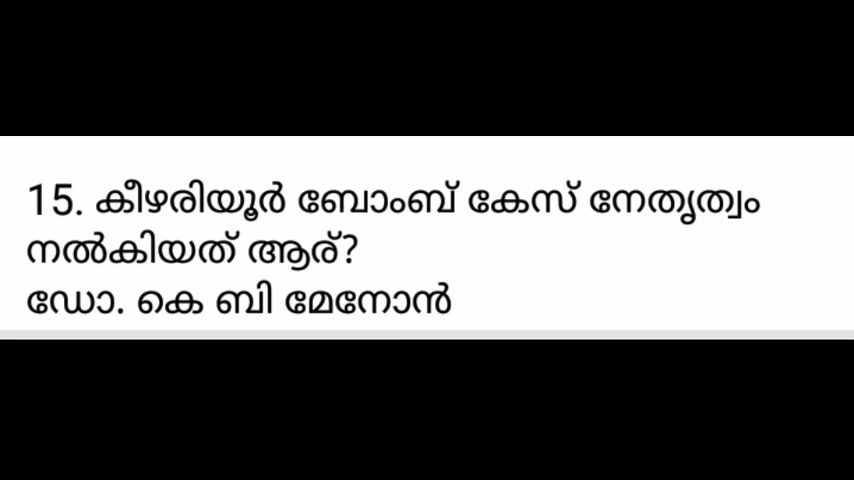 15. കീഴരിയൂർ ബോംബ് കേസ് നേതൃത്വം
നൽകിയത് ആര്?
ഡോ. കെ ബി മേനോൻ